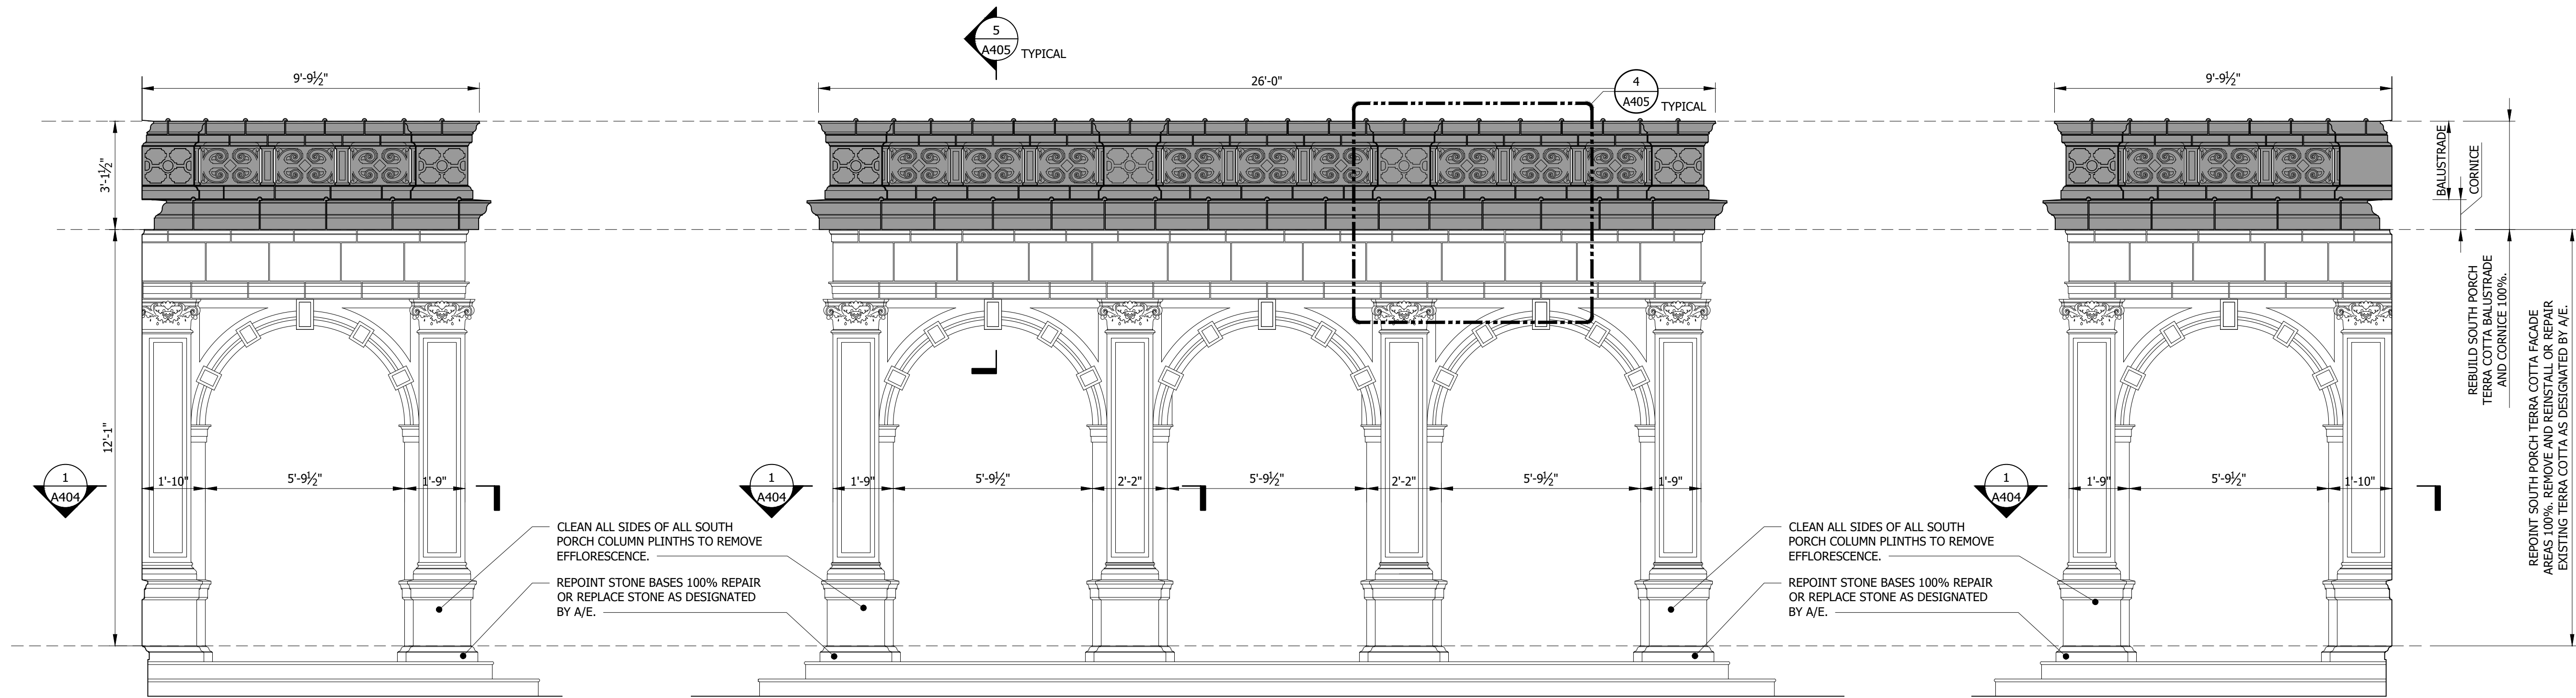 5
A405
TYPICAL
9'-9½"
26'-0"
4
A405
TYPICAL
9'-9½"
3'-1½"
BALUSTRADE
CORNICE
12'-1"
REBUILD SOUTH PORCH
TERRA COTTA BALUSTRADE
AND CORNICE 100%.
REPOINT SOUTH PORCH TERRA COTTA FACADE
AREAS 100%. REMOVE AND REINSTALL OR REPAIR
EXISTING TERRA COTTA AS DESIGNATED BY A/E.
1
A404
1'-10"
5'-9½"
1'-9"
1
A404
1'-9"
5'-9½"
2'-2"
5'-9½"
2'-2"
5'-9½"
1'-9"
1
A404
1'-9"
5'-9½"
1'-10"
CLEAN ALL SIDES OF ALL SOUTH
PORCH COLUMN PLINTHS TO REMOVE
EFFLORESCENCE.
REPOINT STONE BASES 100% REPAIR
OR REPLACE STONE AS DESIGNATED
BY A/E.
CLEAN ALL SIDES OF ALL SOUTH
PORCH COLUMN PLINTHS TO REMOVE
EFFLORESCENCE.
REPOINT STONE BASES 100% REPAIR
OR REPLACE STONE AS DESIGNATED
BY A/E.